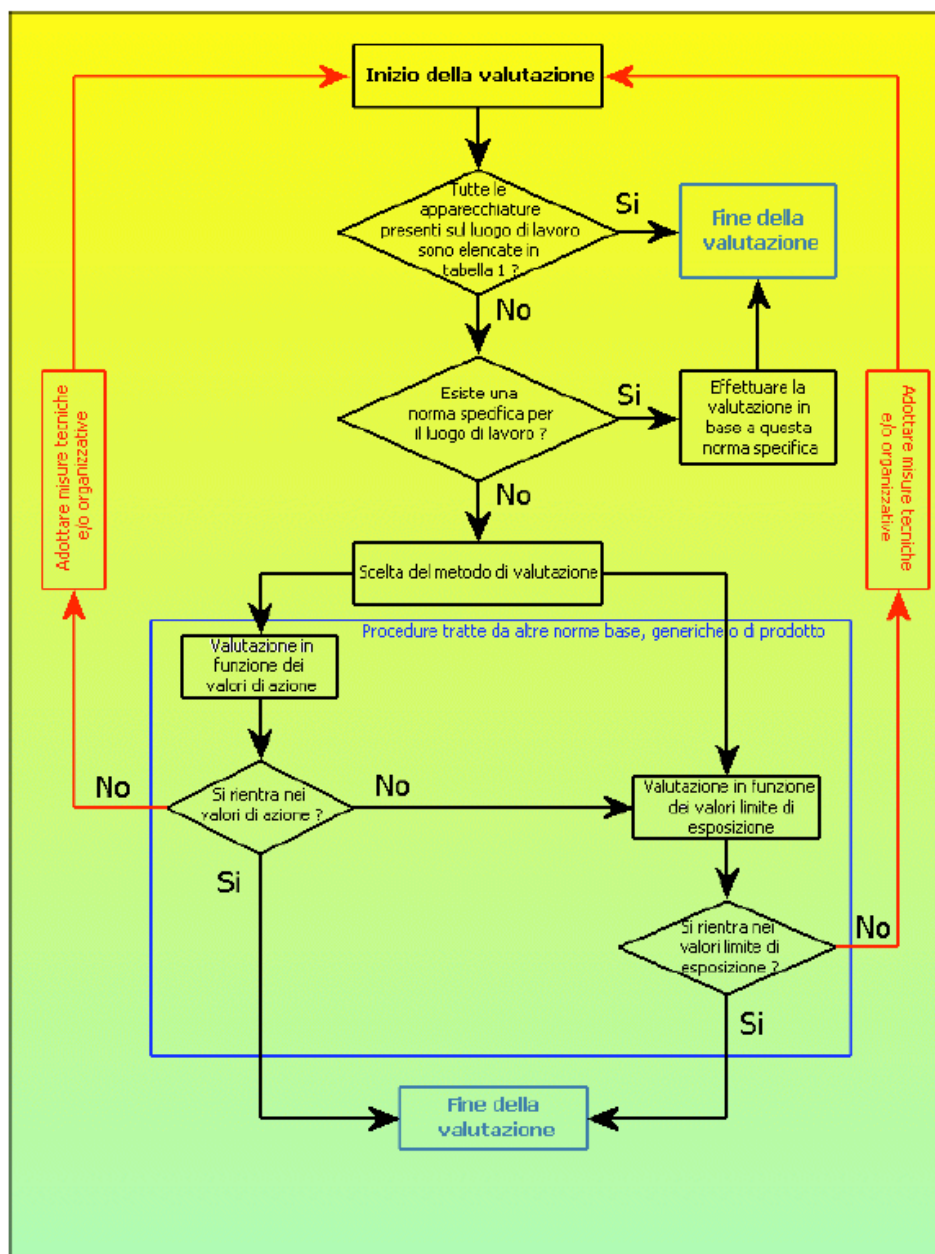 Inizio della valutazione
Tutte le
apparecchiature
presenti sul luogo di lavoro
sono elencate in
tabella 1 ?
Si
Fine della
valutazione
No
Esiste una
norma specifica per
il luogo di lavoro ?
Si
Effettuare la
valutazione in
base a questa
norma specifica
No
Adottare misure tecniche
e/o organizzative
Adottare misure tecniche
e/o organizzative
Scelta del metodo di valutazione
Procedure tratte da altre norme base, generiche o di prodotto
Valutazione in
funzione dei
valori di azione
No
Si rientra nei
valori di azione ?
No
Valutazione in funzione
dei valori limite di
esposizione
Si
Si rientra nei
valori limite di
esposizione ?
No
Si
Fine della
valutazione